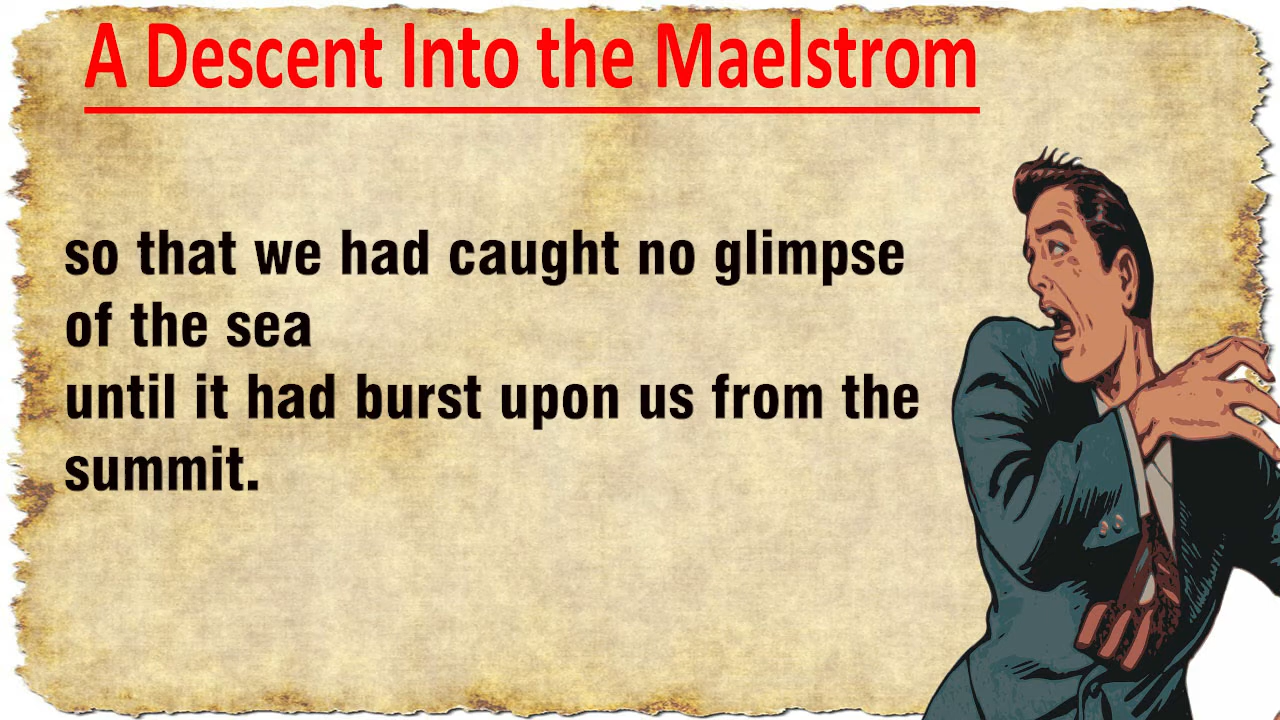 A Descent Into the Maelstrom
so that we had caught no glimpse
of the sea
until it had burst upon us from the
summit.